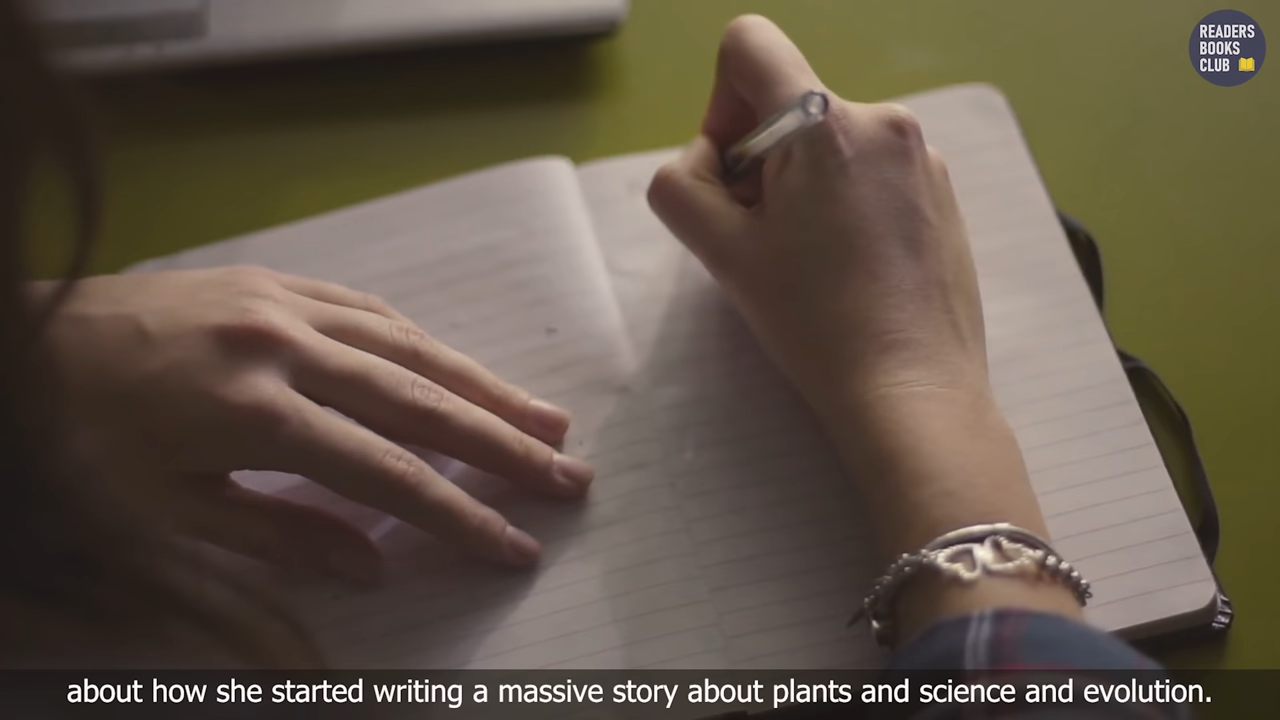 READERS
BOOKS
CLUB
about how she started writing a massive story about plants and science and evolution.